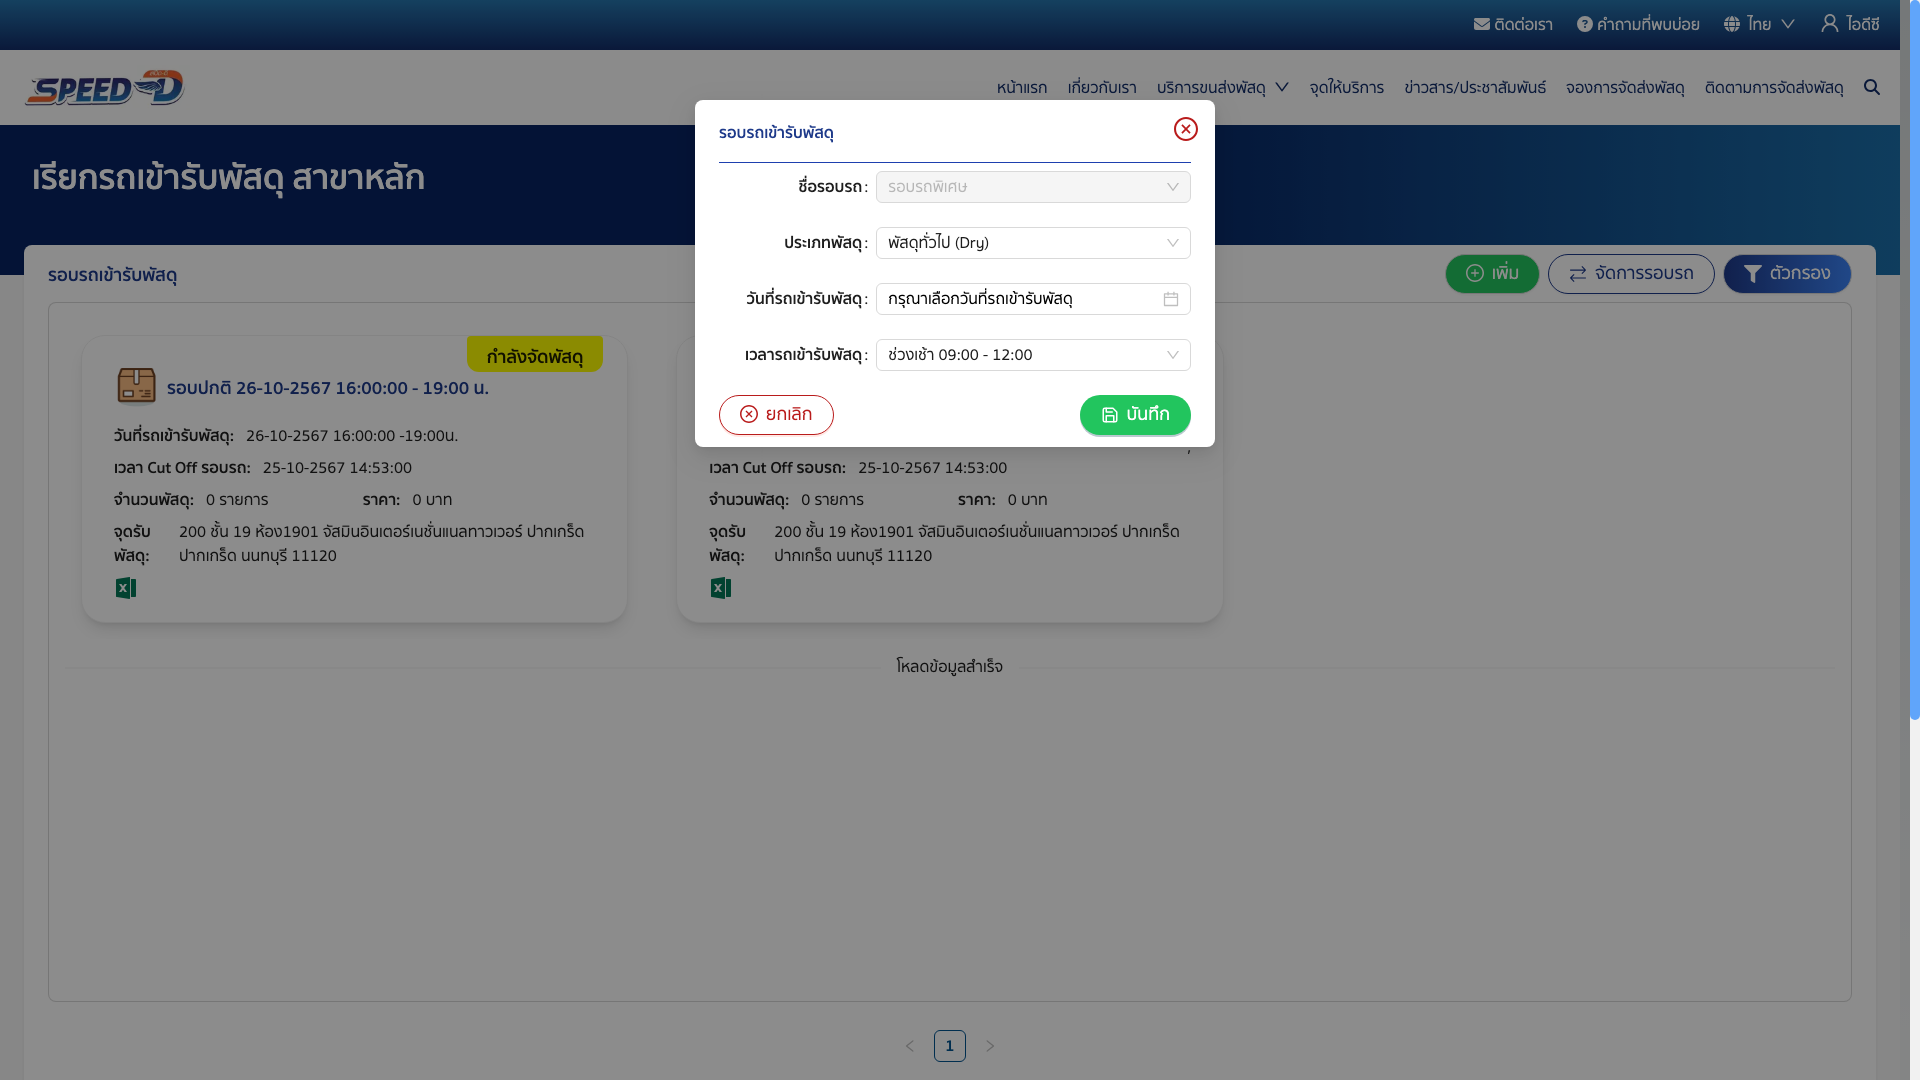 ติดต่อเรา
คำถามที่พบบ่อย
ไทย
ไอดีซี
SPEED-D
หน้าแรก
เกี่ยวกับเรา
บริการขนส่งพัสดุ
จุดให้บริการ
ข่าวสาร/ประชาสัมพันธ์
จองการจัดส่งพัสดุ
ติดตามการจัดส่งพัสดุ
เรียกรถเข้ารับพัสดุ สาขาหลัก
รอบรถเข้ารับพัสดุ
เพิ่ม
จัดการรอบรถ
ตัวกรอง
รอบรถเข้ารับพัสดุ
ชื่อรอบรถ: รอบรถพิเศษ
ประเภทพัสดุ: พัสดุทั่วไป (Dry)
วันที่รถเข้ารับพัสดุ: กรุณาเลือกวันที่รถเข้ารับพัสดุ
เวลารถเข้ารับพัสดุ: ช่วงเช้า 09:00 - 12:00
ยกเลิก
บันทึก
กำลังจัดพัสดุ
รอบปกติ 26-10-2567 16:00:00 - 19:00 น.
วันที่รถเข้ารับพัสดุ: 26-10-2567 16:00:00 -19:00น.
เวลา Cut Off รอบรถ: 25-10-2567 14:53:00
จำนวนพัสดุ: 0 รายการ ราคา: 0 บาท
จุดรับ 200 ชั้น 19 ห้อง1901 จัสมินอินเตอร์เนชั่นแนลทาวเวอร์ ปากเกร็ด
พัสดุ: ปากเกร็ด นนทบุรี 11120
เวลา Cut Off รอบรถ: 25-10-2567 14:53:00
จำนวนพัสดุ: 0 รายการ ราคา: 0 บาท
จุดรับ 200 ชั้น 19 ห้อง1901 จัสมินอินเตอร์เนชั่นแนลทาวเวอร์ ปากเกร็ด
พัสดุ: ปากเกร็ด นนทบุรี 11120
โหลดข้อมูลสำเร็จ
1